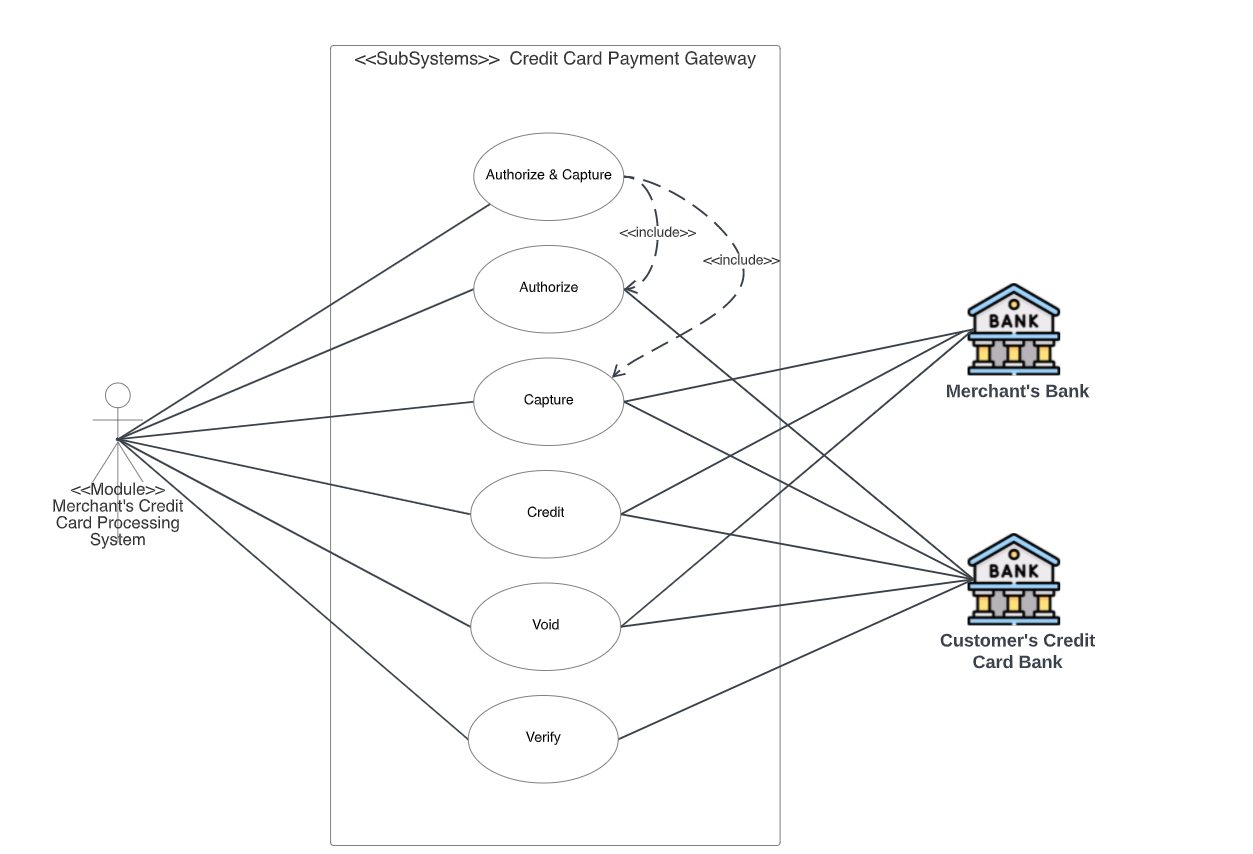 <<SubSystems>> Credit Card Payment Gateway
Authorize & Capture
<<include>>
<<include>>
Authorize
BANK
Merchant's Bank
Capture
<<Module>>
Merchant's Credit
Card Processing
System
Credit
BANK
Customer's Credit
Card Bank
Void
Verify